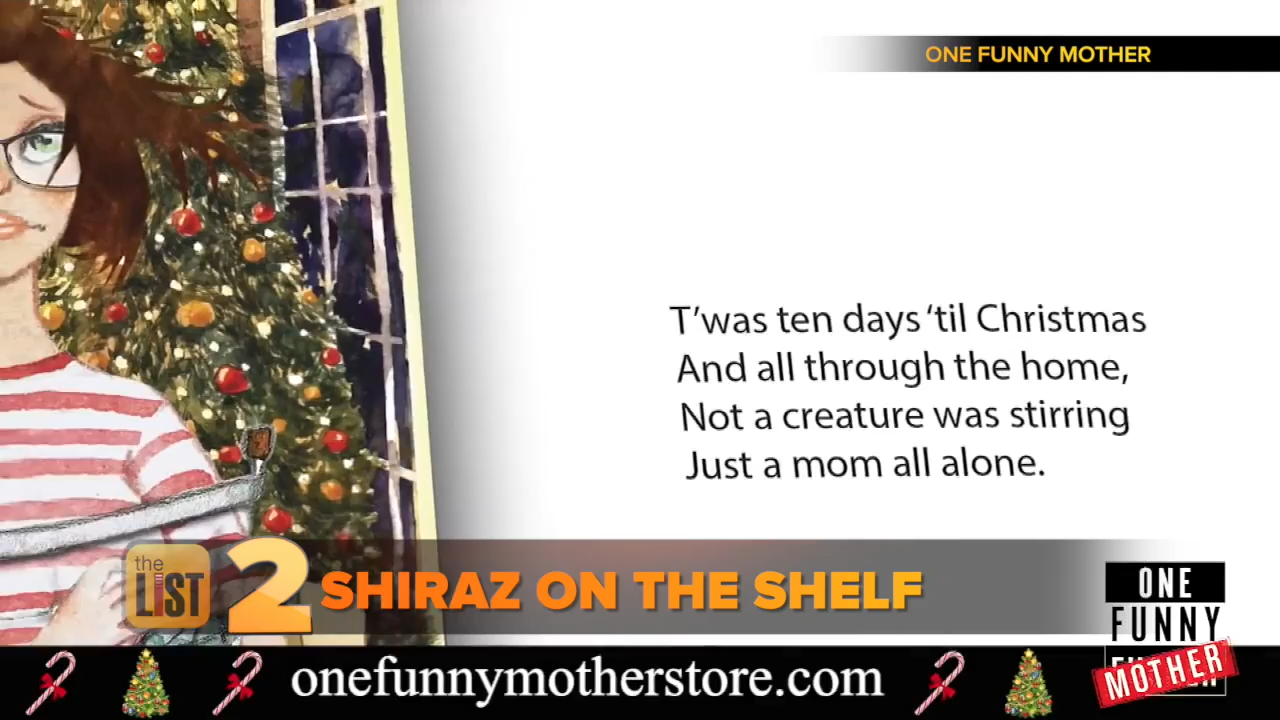 ONE FUNNY MOTHER
T’was ten days ‘til Christmas
And all through the home,
Not a creature was stirring
Just a mom all alone.
the
LIST
2 SHIRAZ ON THE SHELF
onefunnymotherstore.com
ONE
FUNNY
MOTHER